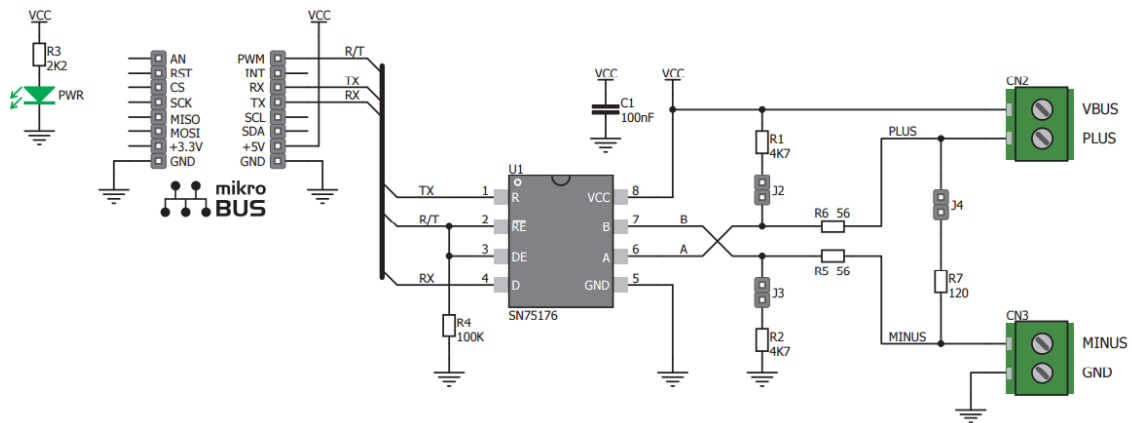 VCC
R3
2K2
PWR
AN
RST
CS
SCK
MISO
MOSI
+3.3V
GND
mikro
BUS
VCC
PWM
INT
RX
TX
SCL
SDA
+5V
GND
R/T
TX
RX
TX
R/T
RX
R4
100K
U1
1 R VCC 8
2 RE B 7
3 DE A 6
4 D GND 5
SN75176
VCC
C1
100nF
VCC
B
A
R1
4K7
J2
J3
R2
4K7
R6 56
R5 56
PLUS
MINUS
J4
R7
120
CN2
VBUS
PLUS
CN3
MINUS
GND